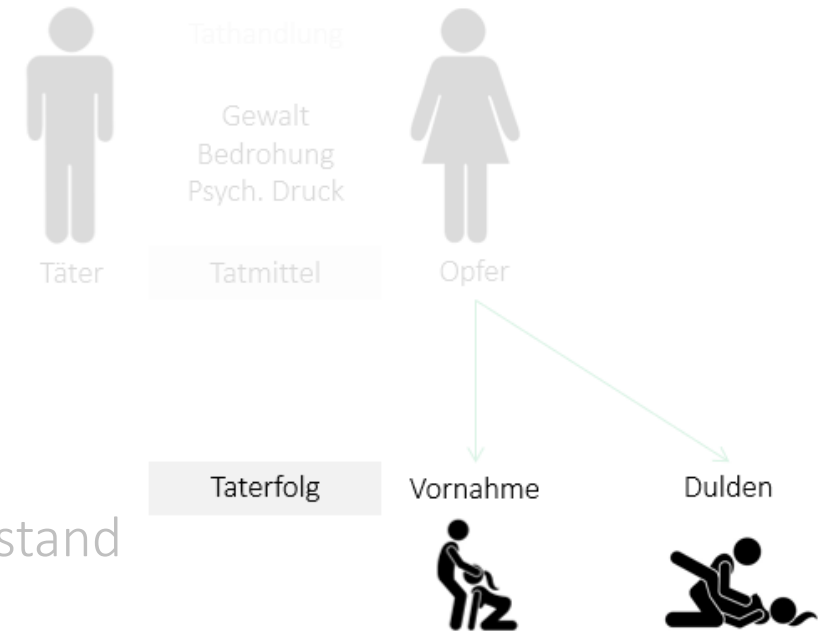 Tathandlung
Gewalt
Bedrohung
Psych. Druck
Täter
Tatmittel
Opfer
Taterfolg
Vornahme
Dulden
stand